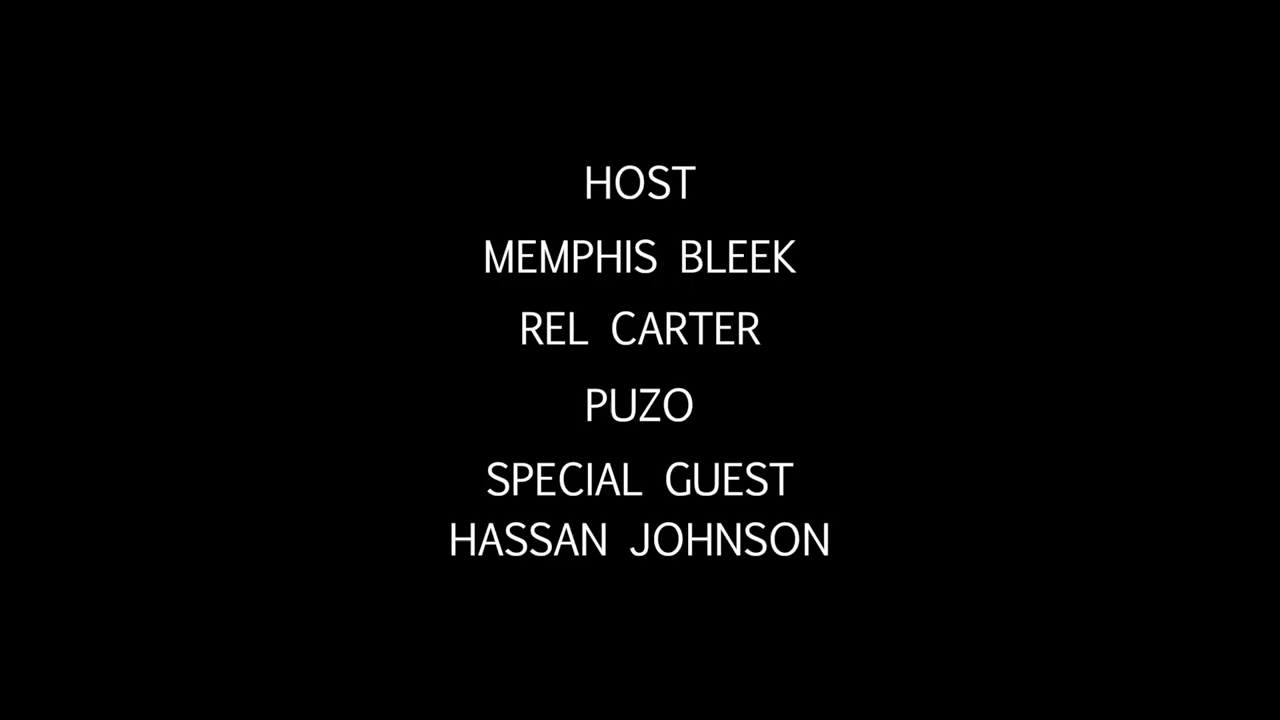 HOST
MEMPHIS BLEEK
REL CARTER
PUZO
SPECIAL GUEST
HASSAN JOHNSON